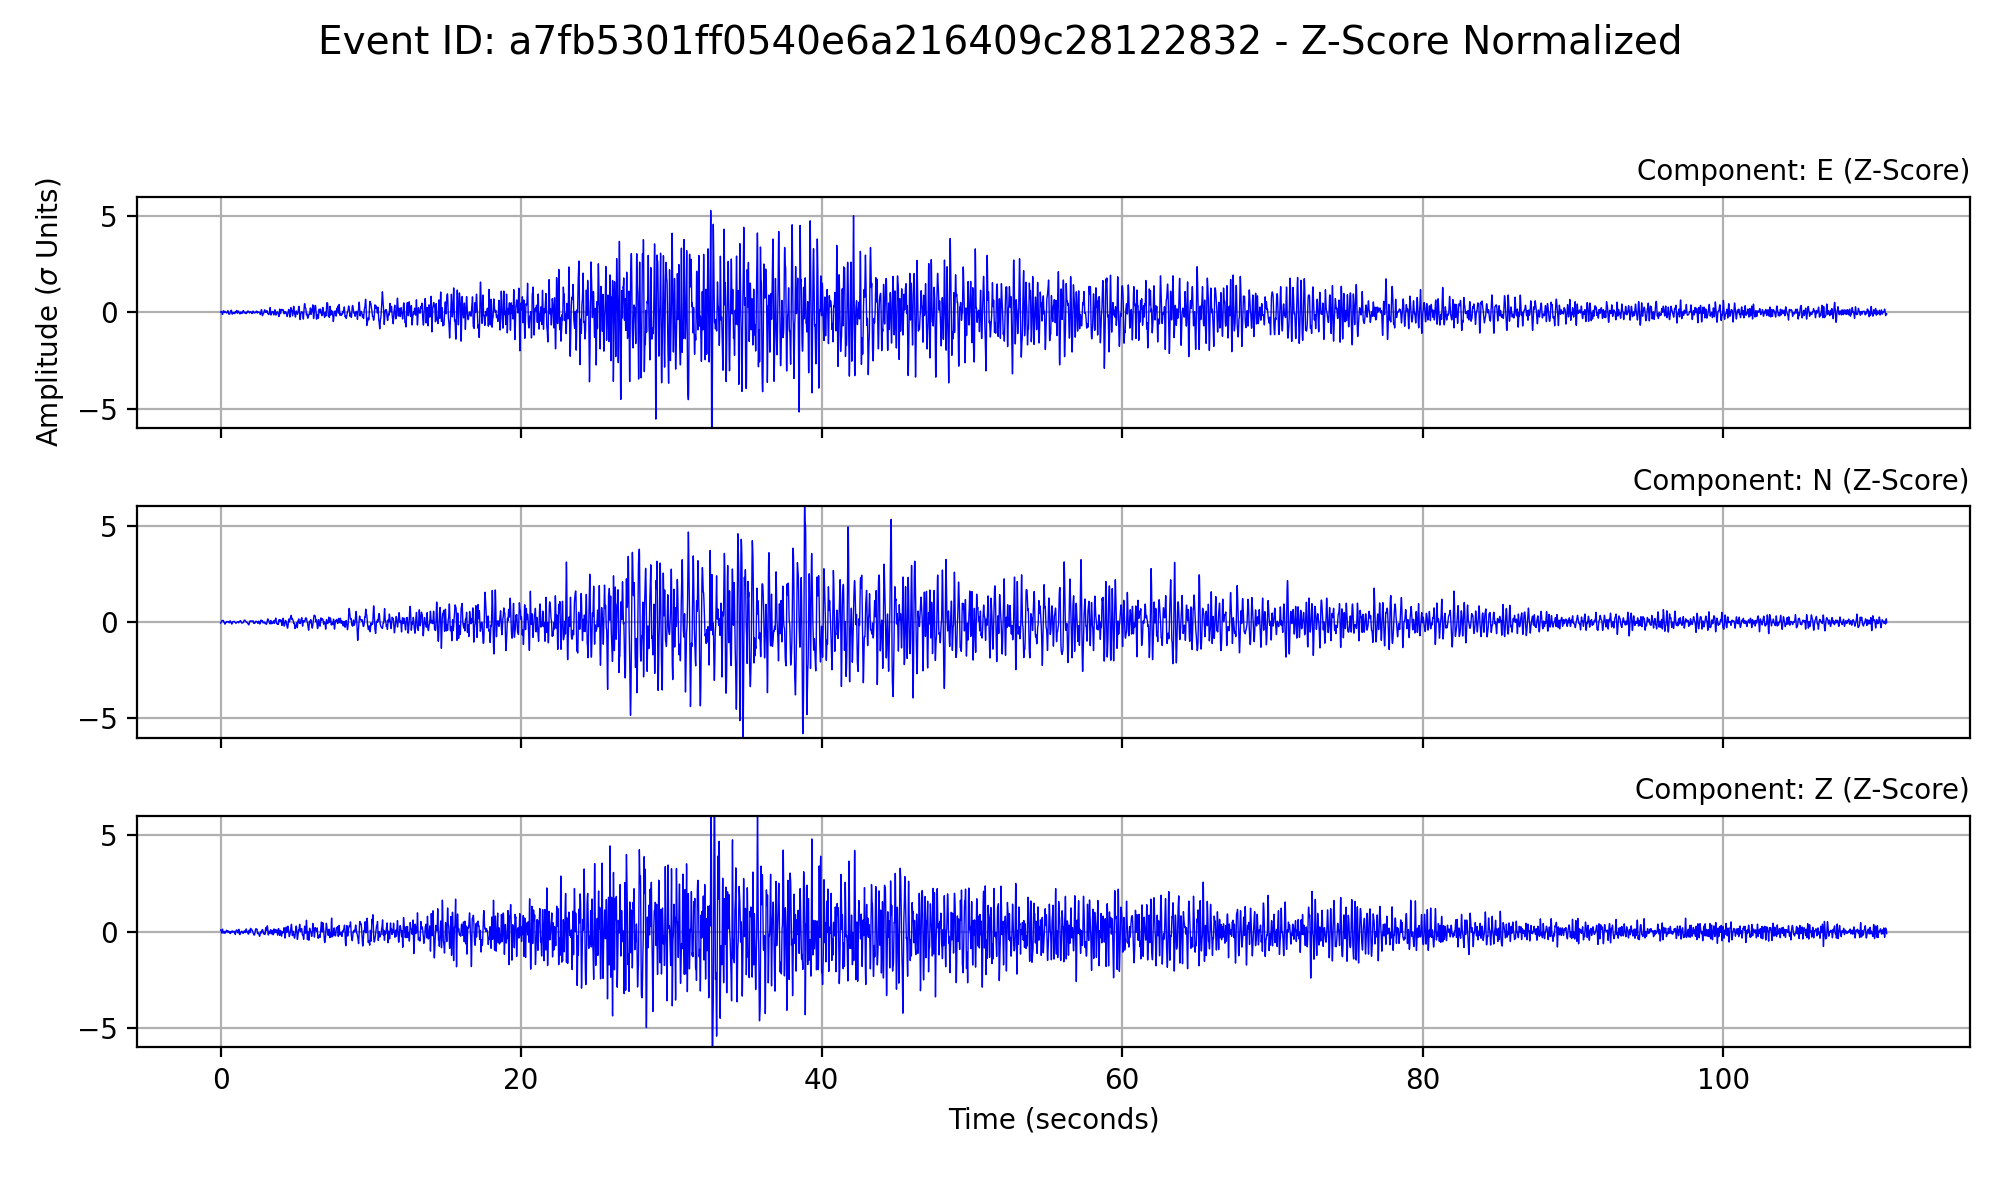 Event ID: a7fb5301ff0540e6a216409c28122832 - Z-Score Normalized
Component: E (Z-Score)
Amplitude (σ Units)
5
0
−5
Component: N (Z-Score)
5
0
−5
Component: Z (Z-Score)
5
0
−5
0 20 40 60 80 100
Time (seconds)